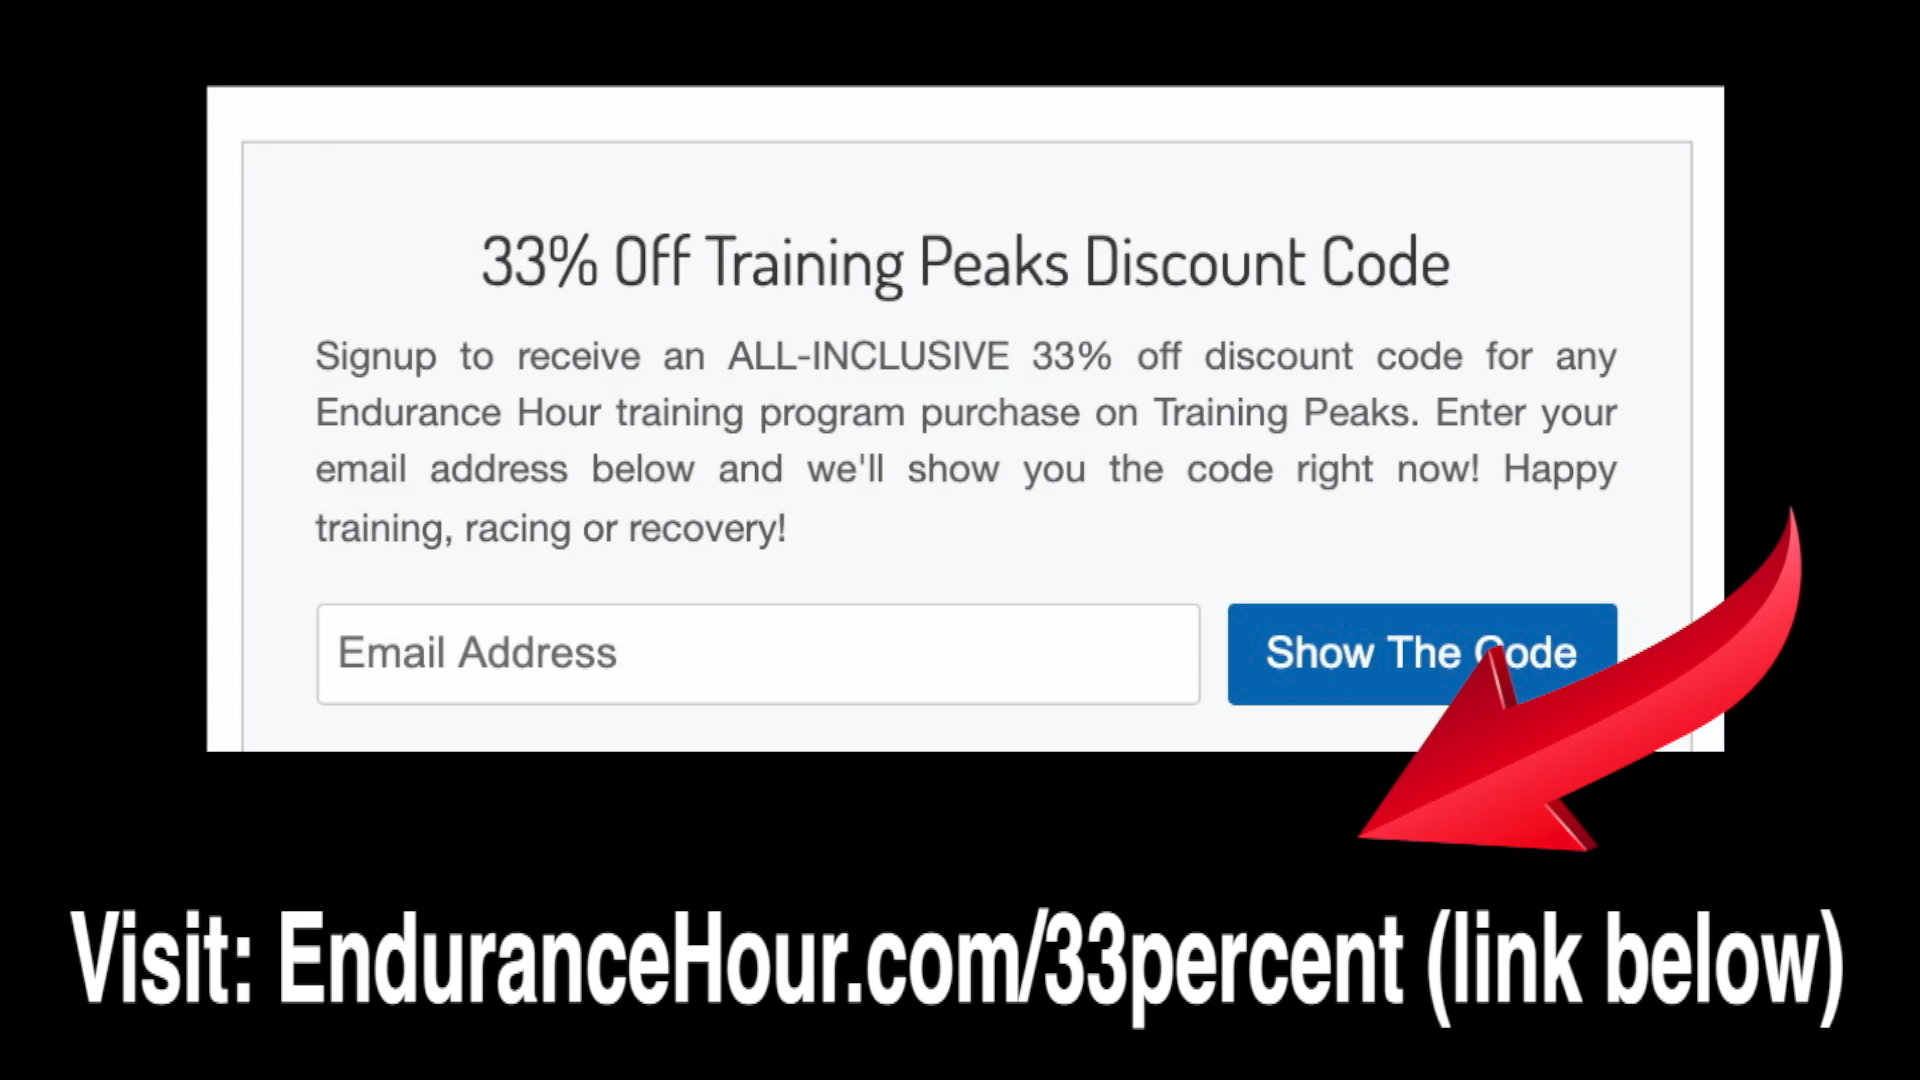 33% Off Training Peaks Discount Code
Signup to receive an ALL-INCLUSIVE 33% off discount code for any
Endurance Hour training program purchase on Training Peaks. Enter your
email address below and we'll show you the code right now! Happy
training, racing or recovery!
Email Address
Show The Code
Visit: EnduranceHour.com/33percent (link below)